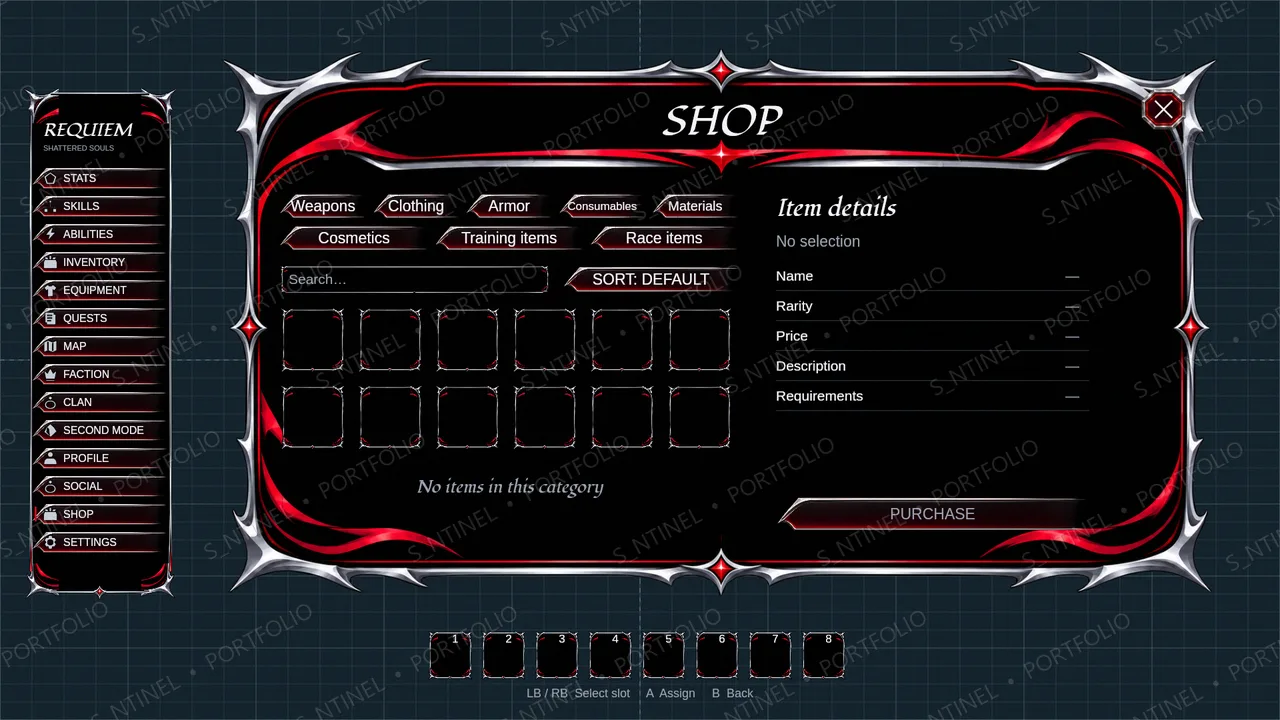 REQUIEM
SHATTERED SOULS
STATS
SKILLS
ABILITIES
INVENTORY
EQUIPMENT
QUESTS
MAP
FACTION
CLAN
SECOND MODE
PROFILE
SOCIAL
SHOP
SETTINGS
SHOP
Weapons Clothing Armor Consumables Materials
Cosmetics Training items Race items
Search…
SORT: DEFAULT
No items in this category
Item details
No selection
Name —
Rarity —
Price —
Description —
Requirements —
PURCHASE
1 2 3 4 5 6 7 8
LB / RB Select slot A Assign B Back
S_NTINEL • PORTFOLIO